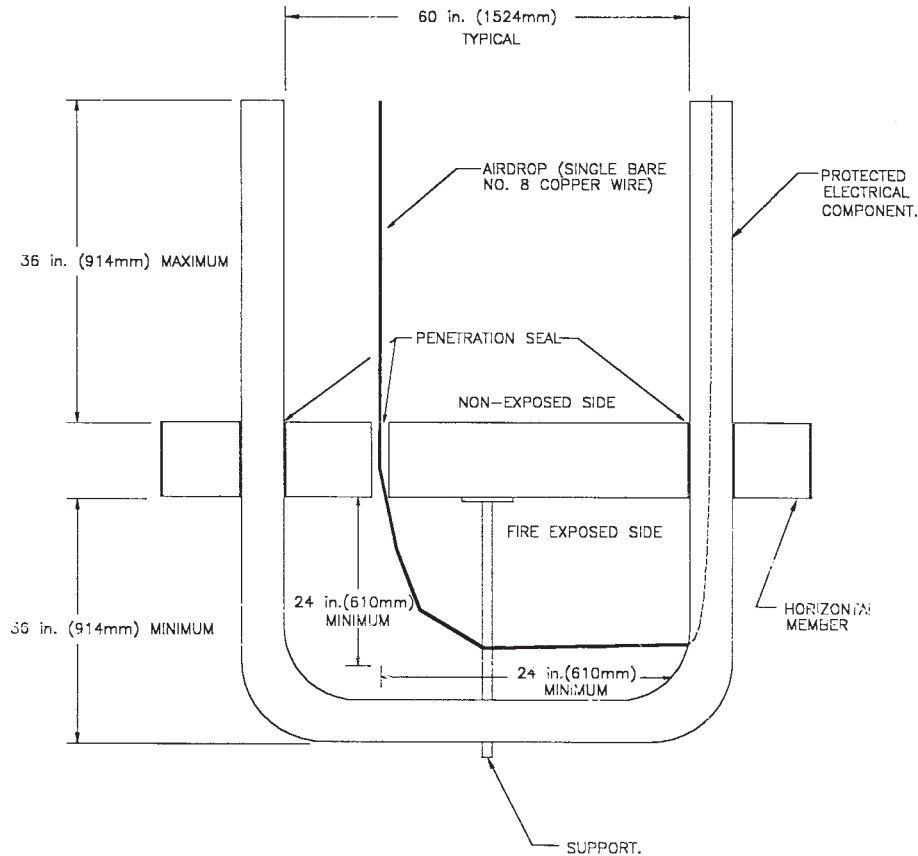 60 in. (1524mm)
TYPICAL
AIRDROP (SINGLE BARE
NO. 8 COPPER WIRE)
PROTECTED
ELECTRICAL
COMPONENT.
36 in. (914mm) MAXIMUM
PENETRATION SEAL
NON-EXPOSED SIDE
FIRE EXPOSED SIDE
24 in.(610mm)
MINIMUM
36 in. (914mm) MINIMUM
HORIZONTAL
MEMBER
24 in.(610mm)
MINIMUM
SUPPORT.